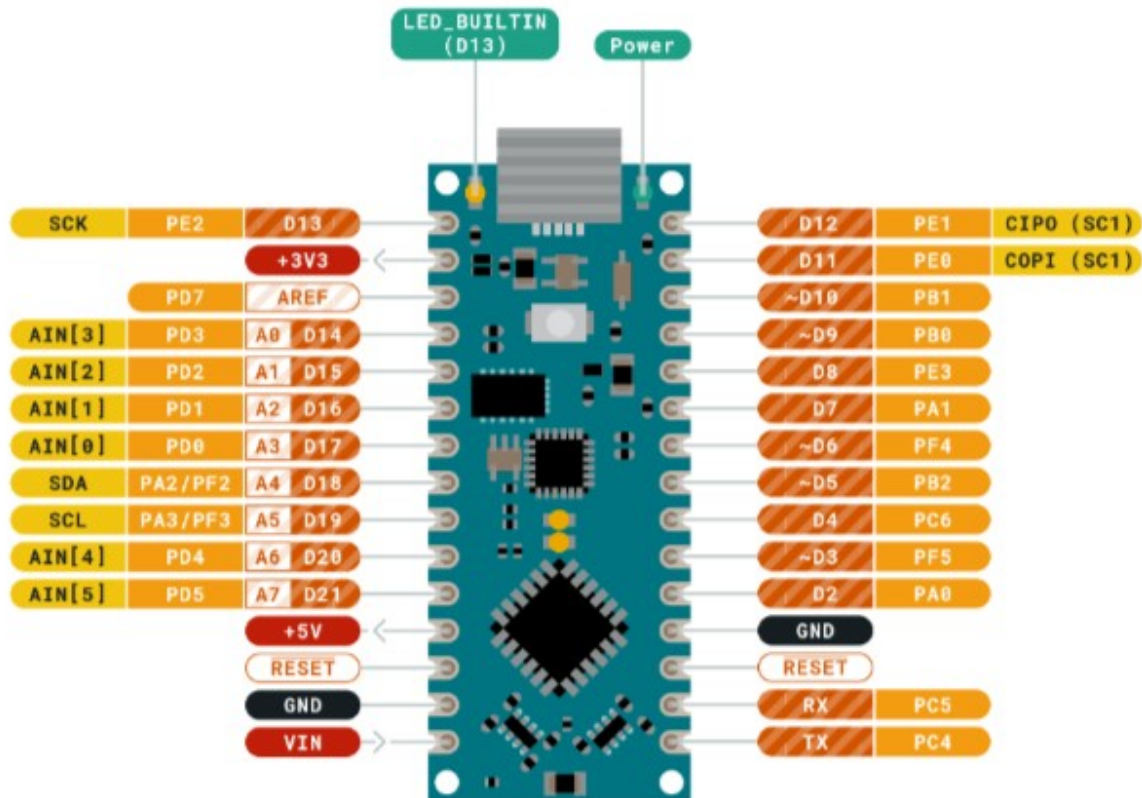 LED_BUILTIN
(D13)
Power
SCK PE2 D13
+3V3
PD7 AREF
AIN[3] PD3 A0 D14
AIN[2] PD2 A1 D15
AIN[1] PD1 A2 D16
AIN[0] PD0 A3 D17
SDA PA2/PF2 A4 D18
SCL PA3/PF3 A5 D19
AIN[4] PD4 A6 D20
AIN[5] PD5 A7 D21
+5V
RESET
GND
VIN
D12 PE1 CIPO (SC1)
D11 PE0 COPI (SC1)
~D10 PB1
~D9 PB0
D8 PE3
D7 PA1
~D6 PF4
~D5 PB2
D4 PC6
~D3 PF5
D2 PA0
GND
RESET
RX PC5
TX PC4